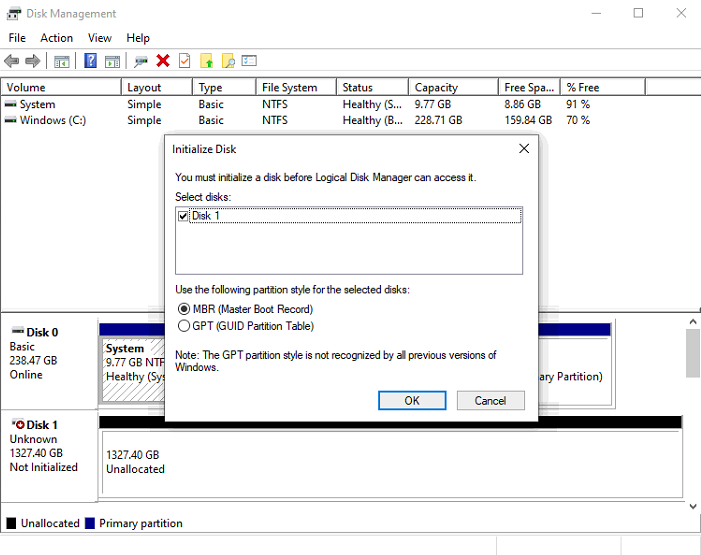 Disk Management
File Action View Help
Volume Layout Type File System Status Capacity Free Spa... % Free
System Simple Basic NTFS Healthy (S... 9.77 GB 8.86 GB 91 %
Windows (C:) Simple Basic NTFS Healthy (B... 228.71 GB 159.84 GB 70 %
Initialize Disk
You must initialize a disk before Logical Disk Manager can access it.
Select disks:
Disk 1
Use the following partition style for the selected disks:
MBR (Master Boot Record)
GPT (GUID Partition Table)
Note: The GPT partition style is not recognized by all previous versions of
Windows.
OK Cancel
Disk 0
Basic
238.47 GB
Online
System
9.77 GB NTF
Healthy (Sys
ary Partition)
Disk 1
Unknown
1327.40 GB
Not Initialized
1327.40 GB
Unallocated
Unallocated Primary partition